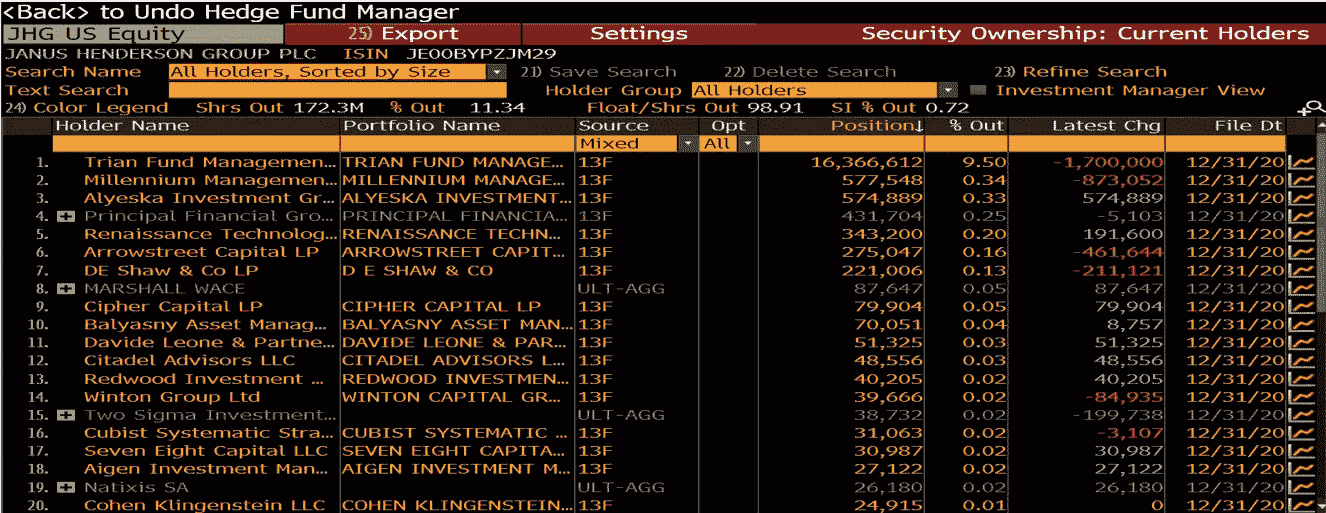 <Back> to Undo Hedge Fund Manager
JHG US Equity 25) Export Settings Security Ownership: Current Holders
JANUS HENDERSON GROUP PLC ISIN JE00BYPZJM29
Search Name All Holders, Sorted by Size 21) Save Search 22) Delete Search 23) Refine Search
Text Search Holder Group All Holders Investment Manager View
24) Color Legend Shrs Out 172.3M % Out 11.34 Float/Shrs Out 98.91 SI % Out 0.72
Holder Name Portfolio Name Source Opt Position↓ % Out Latest Chg File Dt
Mixed All
1. Trian Fund Managemen... TRIAN FUND MANAGE... 13F 16,366,612 9.50 -1,700,000 12/31/20
2. Millennium Managemen... MILLENNIUM MANAGE... 13F 577,548 0.34 -873,052 12/31/20
3. Alyeska Investment Gr... ALYESKA INVESTMENT... 13F 574,889 0.33 574,889 12/31/20
4. Principal Financial Gro... PRINCIPAL FINANCIA... 13F 431,704 0.25 -5,103 12/31/20
5. Renaissance Technolog... RENAISSANCE TECHN... 13F 343,200 0.20 191,600 12/31/20
6. Arrowstreet Capital LP ARROWSTREET CAPIT... 13F 275,047 0.16 -461,644 12/31/20
7. DE Shaw & Co LP D E SHAW & CO 13F 221,006 0.13 -211,121 12/31/20
8. MARSHALL WACE ULT-AGG 87,647 0.05 87,647 12/31/20
9. Cipher Capital LP CIPHER CAPITAL LP 13F 79,904 0.05 79,904 12/31/20
10. Balyasny Asset Manag... BALYASNY ASSET MAN... 13F 70,051 0.04 8,757 12/31/20
11. Davide Leone & Partne... DAVIDE LEONE & PAR... 13F 51,325 0.03 51,325 12/31/20
12. Citadel Advisors LLC CITADEL ADVISORS L... 13F 48,556 0.03 48,556 12/31/20
13. Redwood Investment ... REDWOOD INVESTMEN... 13F 40,205 0.02 40,205 12/31/20
14. Winton Group Ltd WINTON CAPITAL GR... 13F 39,666 0.02 -84,935 12/31/20
15. Two Sigma Investment... ULT-AGG 38,732 0.02 -199,738 12/31/20
16. Cubist Systematic Stra... CUBIST SYSTEMATIC ... 13F 31,063 0.02 -3,107 12/31/20
17. Seven Eight Capital LLC SEVEN EIGHT CAPITA... 13F 30,987 0.02 30,987 12/31/20
18. Aigen Investment Man... AIGEN INVESTMENT M... 13F 27,122 0.02 27,122 12/31/20
19. Natixis SA ULT-AGG 26,180 0.02 26,180 12/31/20
20. Cohen Klingenstein LLC COHEN KLINGENSTEIN... 13F 24,915 0.01 0 12/31/20